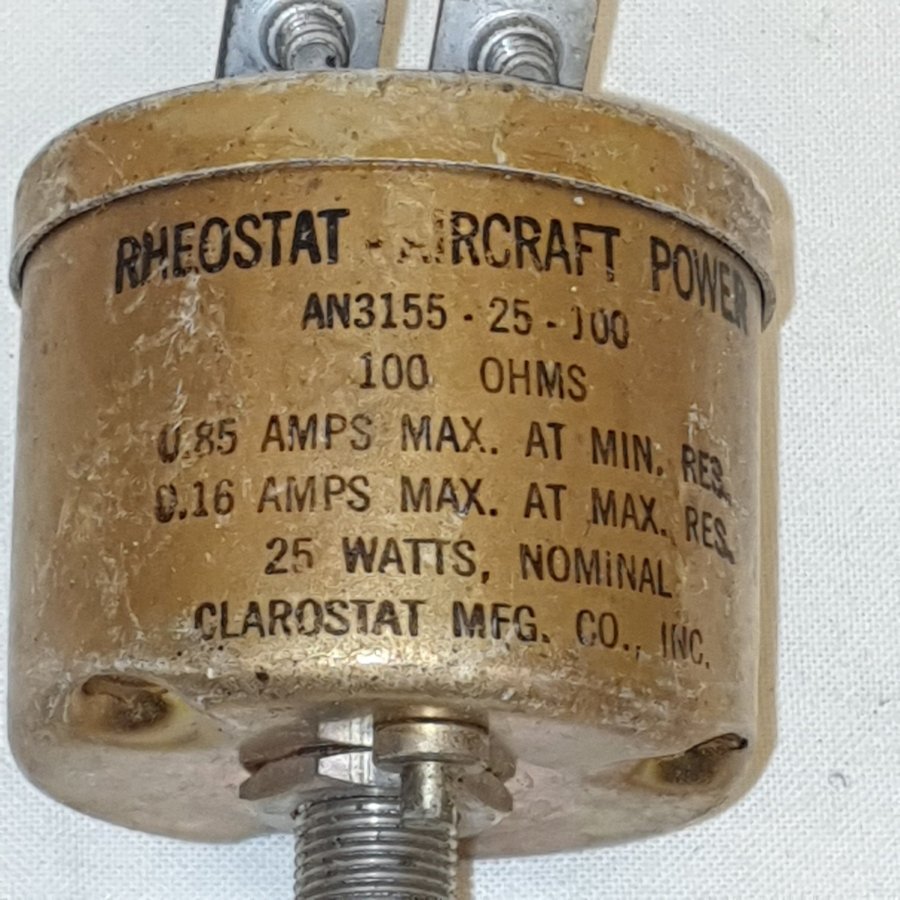 RHEOSTAT - AIRCRAFT POWER
AN3155 - 25 - 100
100 OHMS
0.85 AMPS MAX. AT MIN. RES.
0.16 AMPS MAX. AT MAX. RES.
25 WATTS, NOMINAL
CLAROSTAT MFG. CO., INC.